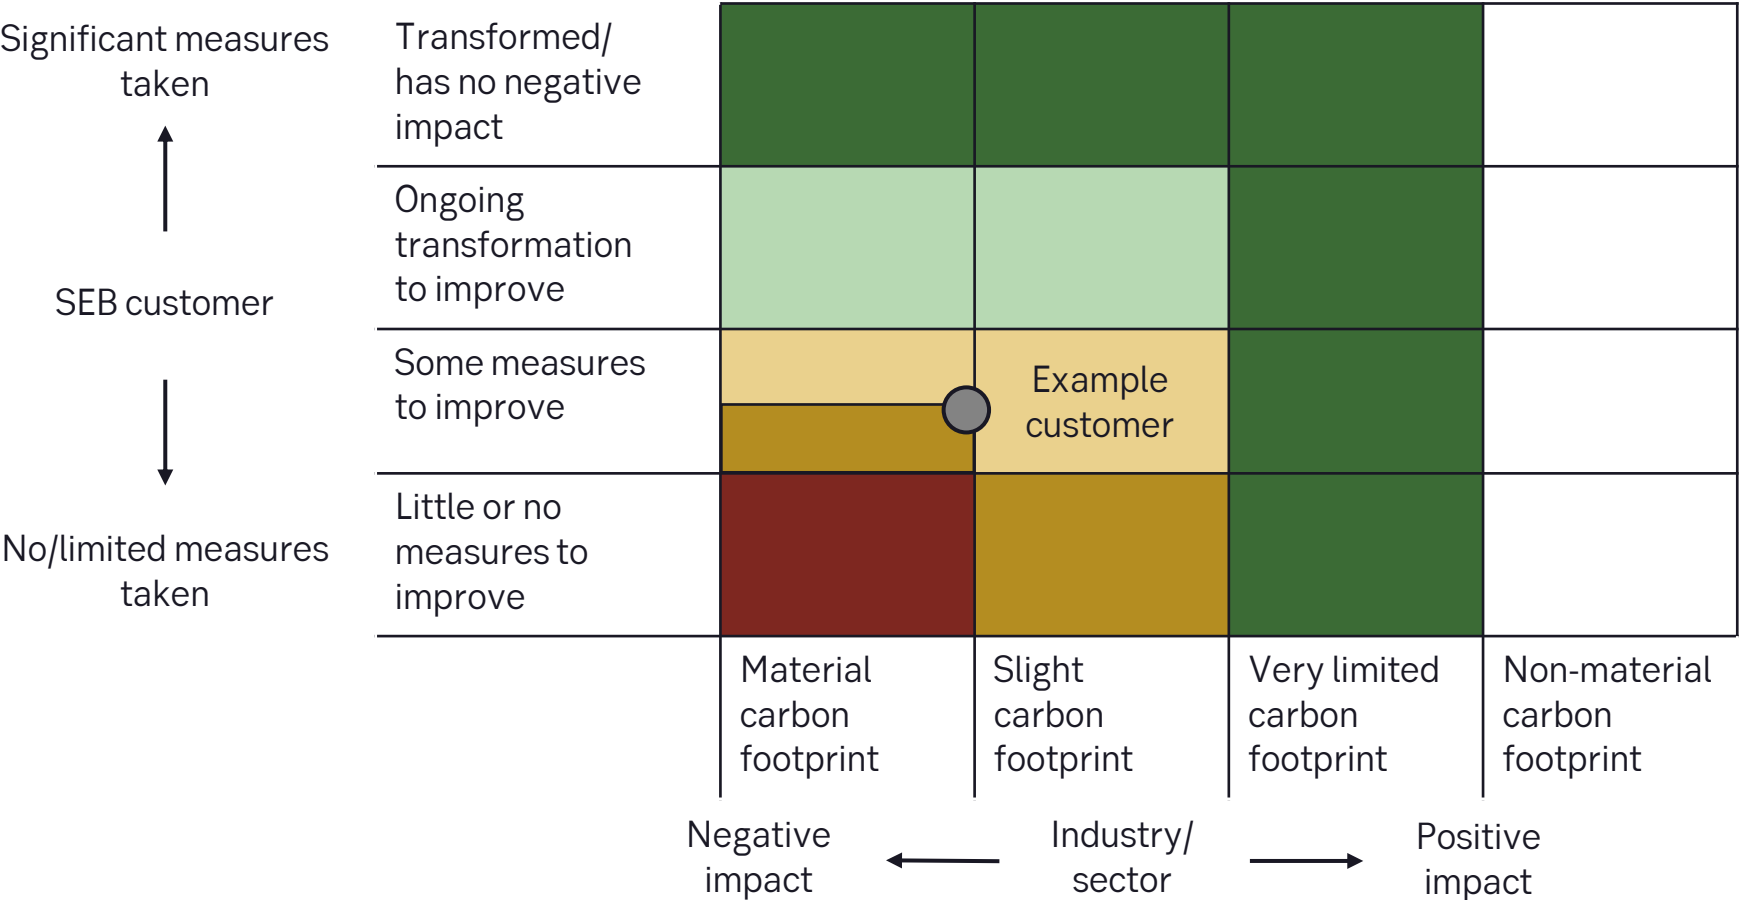 Significant measures
taken
SEB customer
No/limited measures
taken
Transformed/
has no negative
impact
Ongoing
transformation
to improve
Some measures
to improve
Example
customer
Little or no
measures to
improve
Material
carbon
footprint
Slight
carbon
footprint
Very limited
carbon
footprint
Non-material
carbon
footprint
Negative
impact
Industry/
sector
Positive
impact